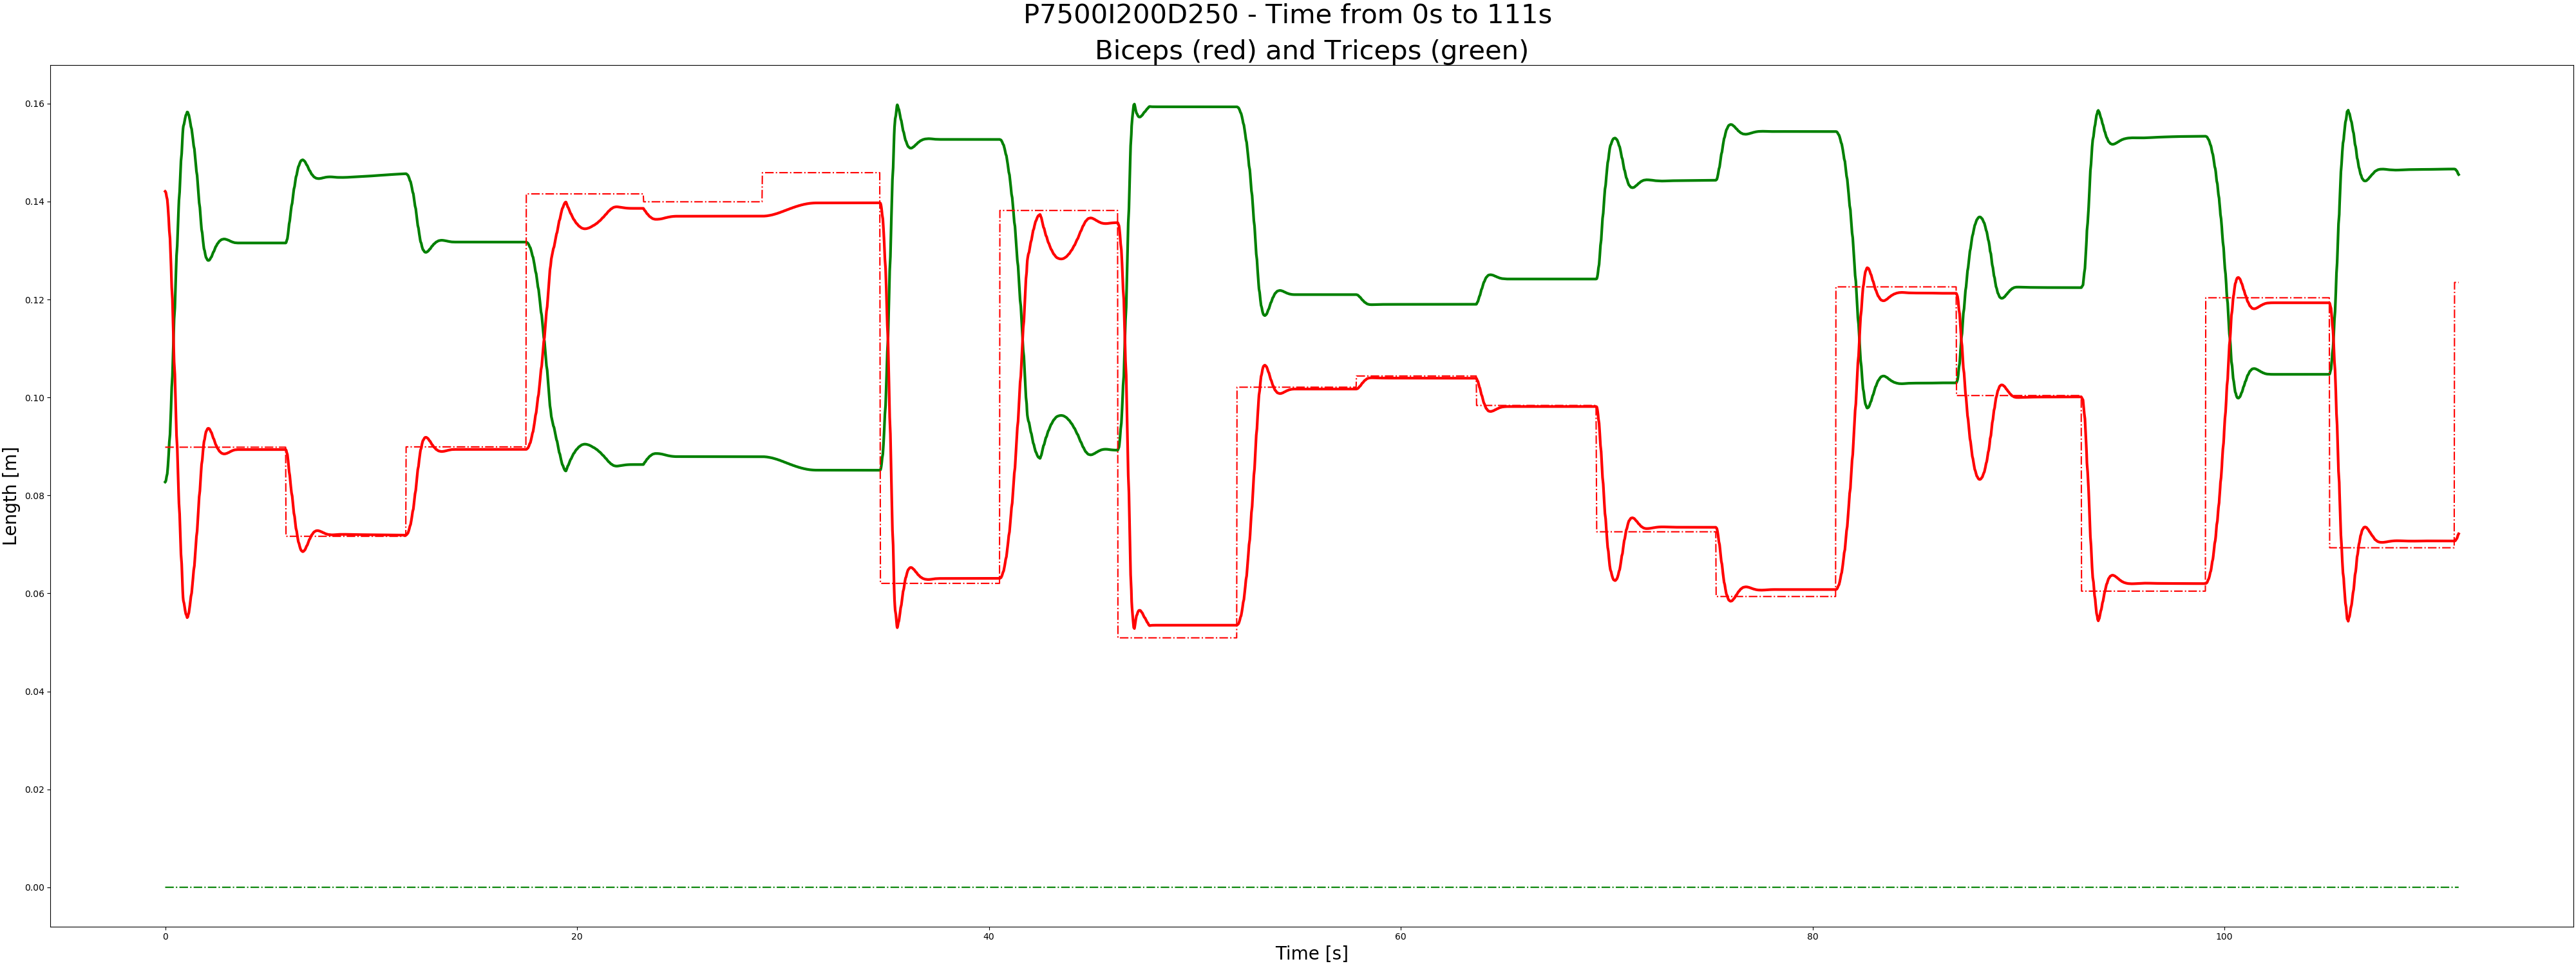 P7500I200D250 - Time from 0s to 111s
Biceps (red) and Triceps (green)
0.16
0.14
0.12
0.10
0.08
0.06
0.04
0.02
0.00
Length [m]
0 20 40 60 80 100
Time [s]